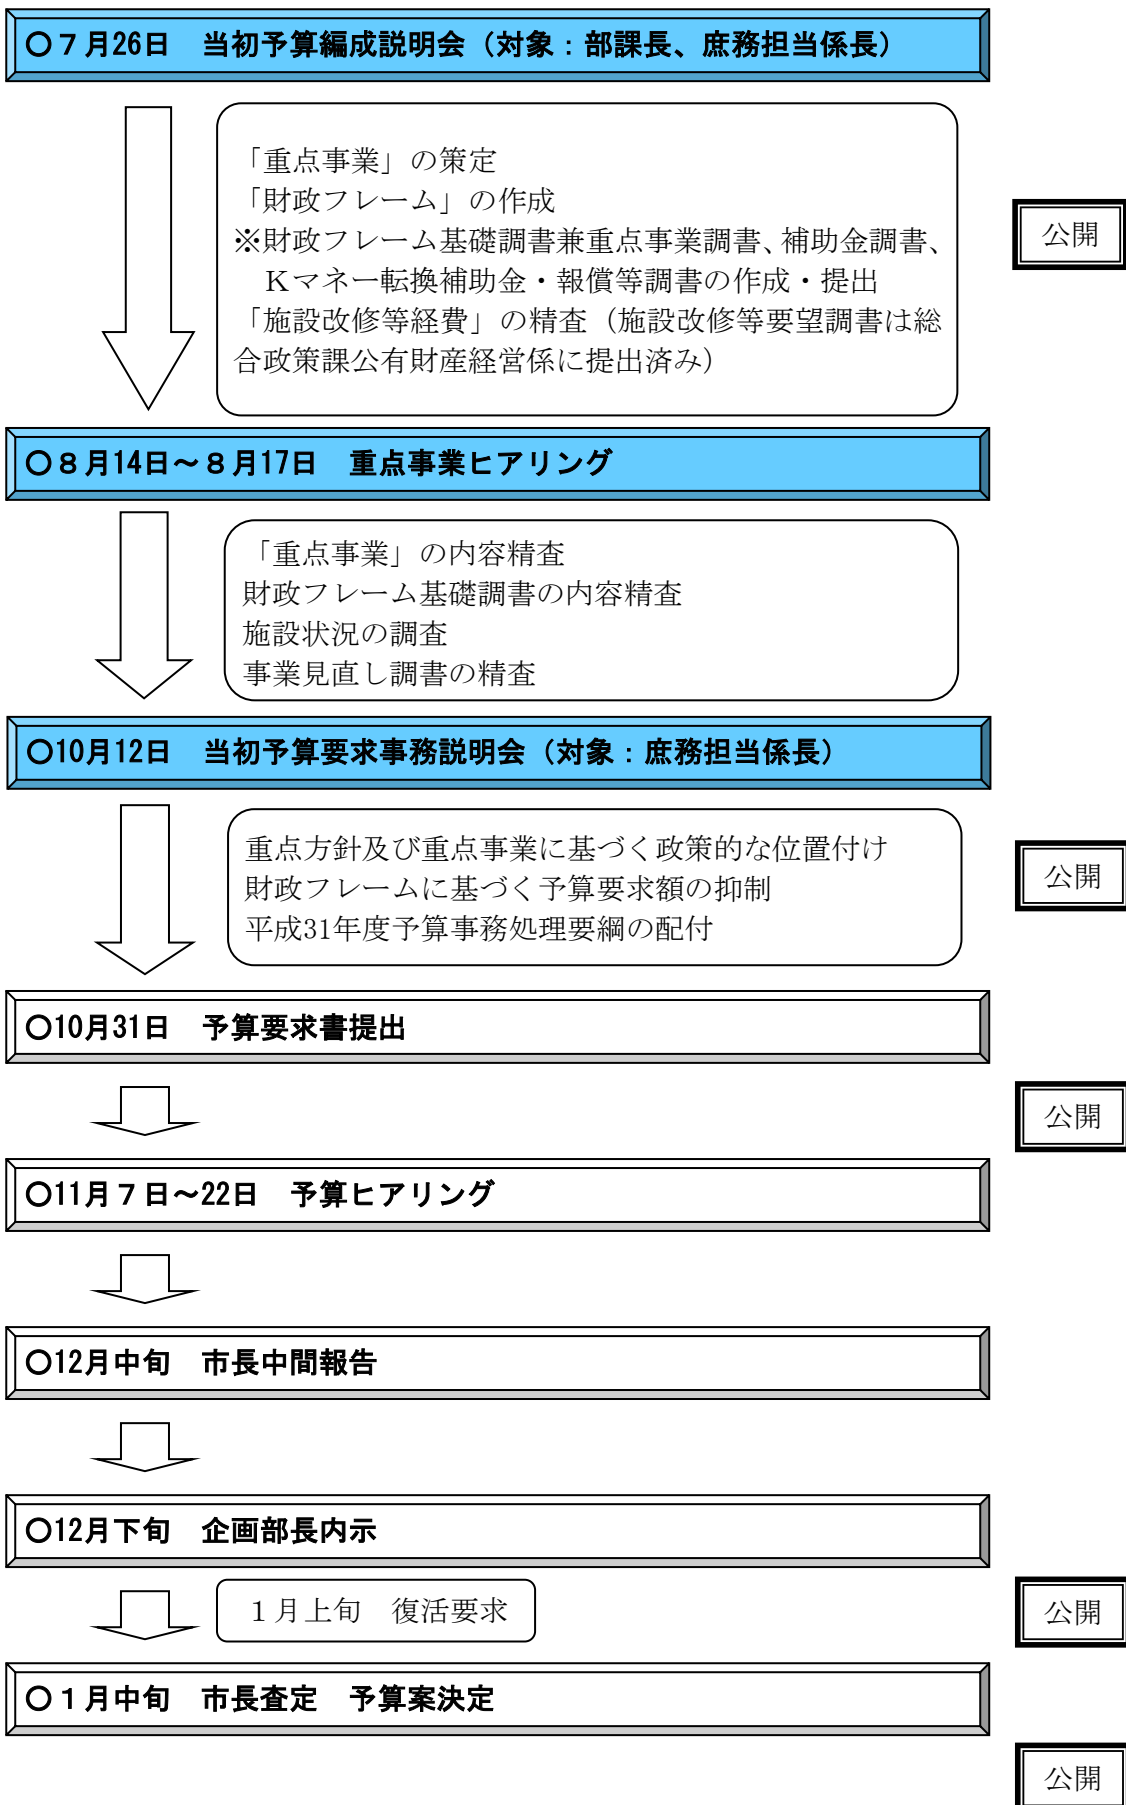 〇７月26日　当初予算編成説明会（対象：部課長、庶務担当係長）
「重点事業」の策定
「財政フレーム」の作成
※財政フレーム基礎調書兼重点事業調書、補助金調書、
Ｋマネー転換補助金・報償等調書の作成・提出
「施設改修等経費」の精査（施設改修等要望調書は総
合政策課公有財産経営係に提出済み）
公開
〇８月14日～８月17日　重点事業ヒアリング
「重点事業」の内容精査
財政フレーム基礎調書の内容精査
施設状況の調査
事業見直し調書の精査
〇10月12日　当初予算要求事務説明会（対象：庶務担当係長）
重点方針及び重点事業に基づく政策的な位置付け
財政フレームに基づく予算要求額の抑制
平成31年度予算事務処理要綱の配付
公開
〇10月31日　予算要求書提出
公開
〇11月７日～22日　予算ヒアリング
〇12月中旬　市長中間報告
〇12月下旬　企画部長内示
１月上旬　復活要求
公開
〇１月中旬　市長査定　予算案決定
公開